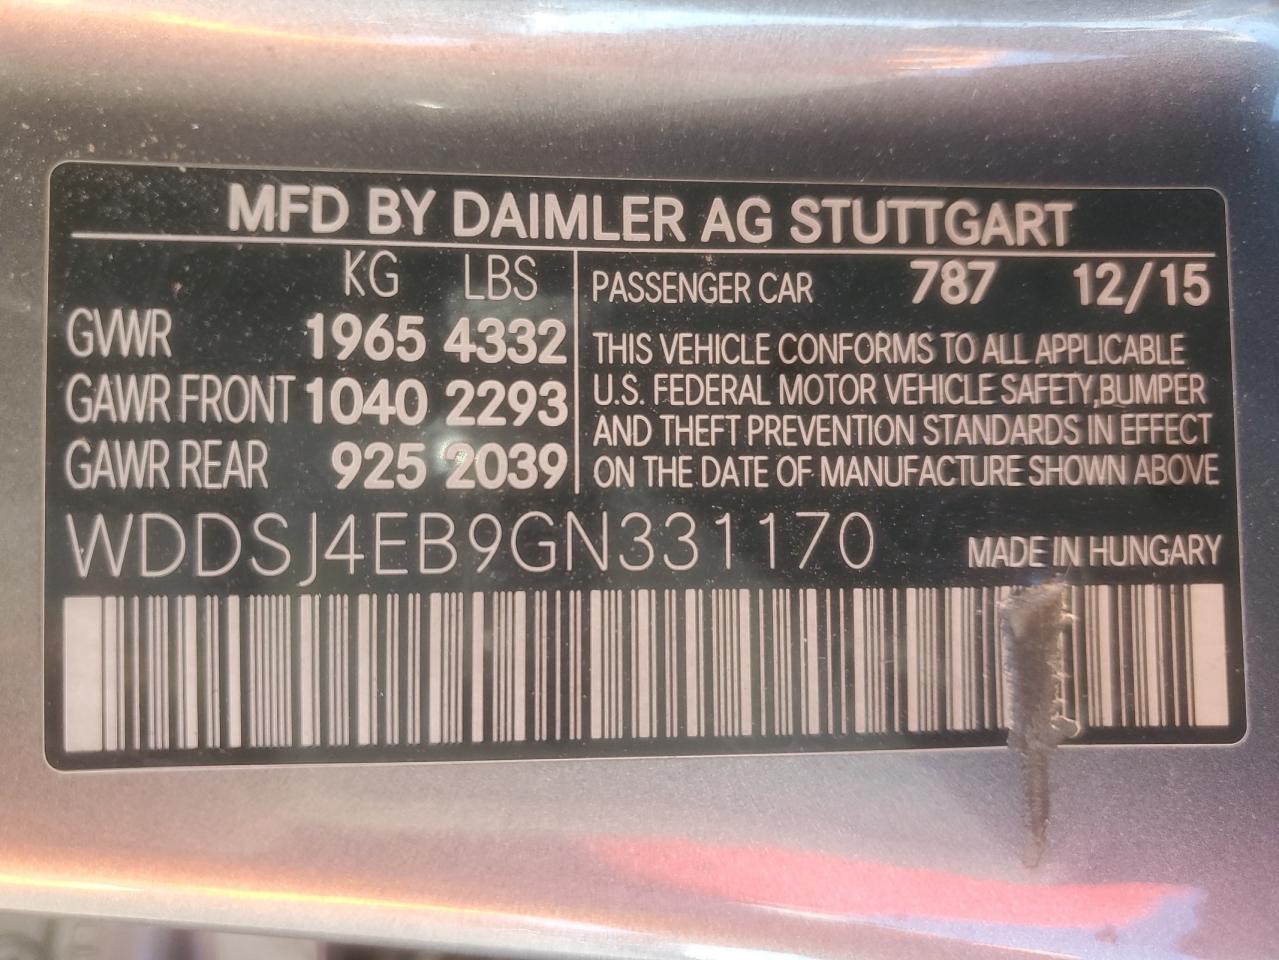 MFD BY DAIMLER AG STUTTGART
KG LBS
GVWR 1965 4332
GAWR FRONT 1040 2293
GAWR REAR 925 2039
PASSENGER CAR 787 12/15
THIS VEHICLE CONFORMS TO ALL APPLICABLE
U.S. FEDERAL MOTOR VEHICLE SAFETY,BUMPER
AND THEFT PREVENTION STANDARDS IN EFFECT
ON THE DATE OF MANUFACTURE SHOWN ABOVE
WDDSJ4EB9GN331170
MADE IN HUNGARY